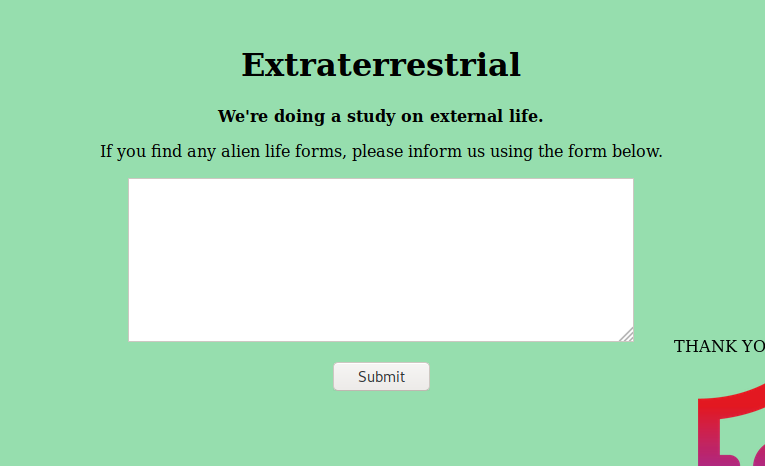 Extraterrestrial
We're doing a study on external life.
If you find any alien life forms, please inform us using the form below.
THANK YO
Submit